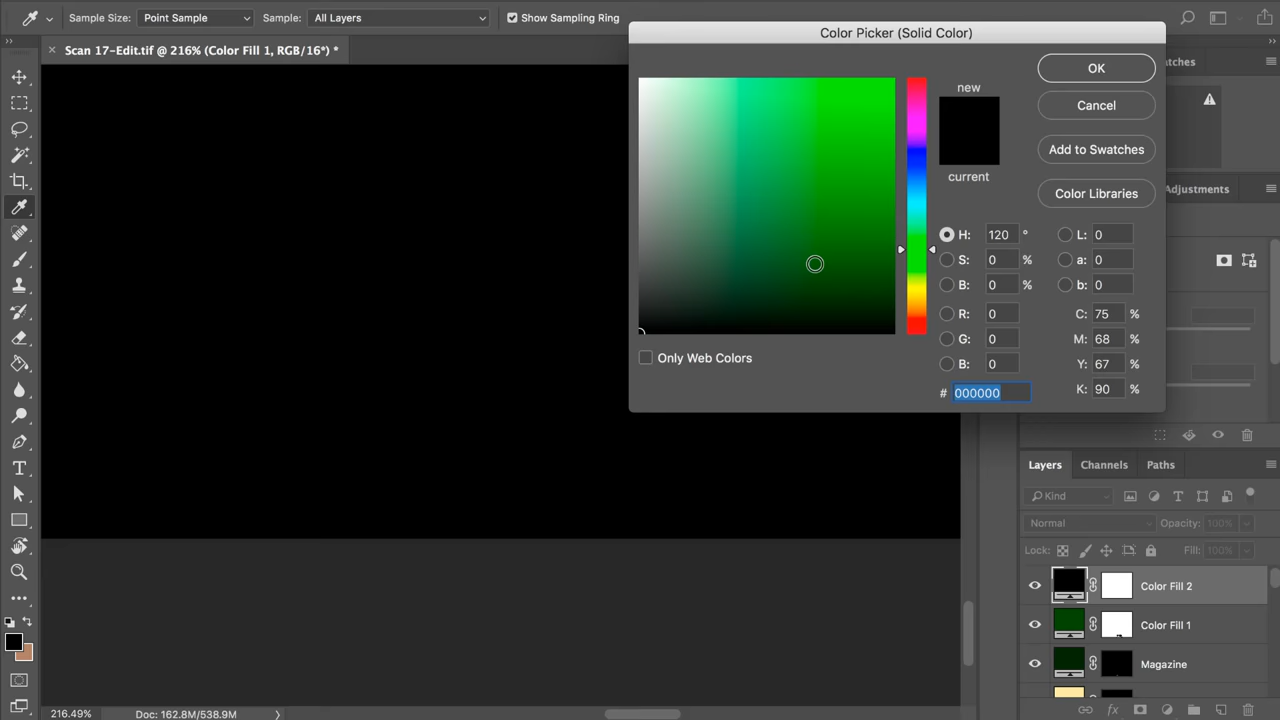 Sample Size: Point Sample Sample: All Layers Show Sampling Ring
Scan 17-Edit.tif @ 216% (Color Fill 1, RGB/16*) *
Color Picker (Solid Color)
new
current
OK
Cancel
Add to Swatches
Color Libraries
H: 120 °
S: 0 %
B: 0 %
R: 0
G: 0
B: 0
# 000000
L: 0
a: 0
b: 0
C: 75 %
M: 68 %
Y: 67 %
K: 90 %
Only Web Colors
Adjustments
Layers Channels Paths
Kind
Normal Opacity: 100%
Lock: Fill: 100%
Color Fill 2
Color Fill 1
Magazine
fx
216.49% Doc: 162.8M/538.9M